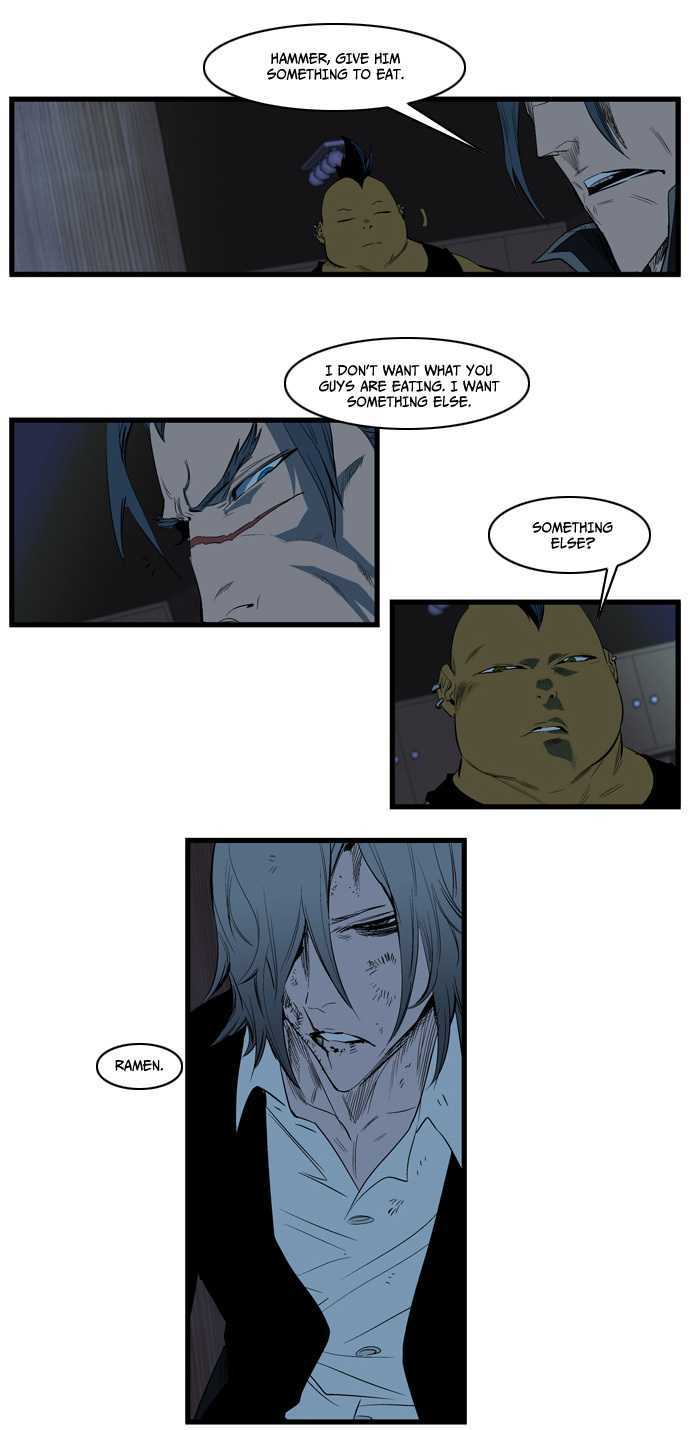 HAMMER, GIVE HIM
SOMETHING TO EAT.
I DON'T WANT WHAT YOU
GUYS ARE EATING. I WANT
SOMETHING ELSE.
SOMETHING
ELSE?
RAMEN.